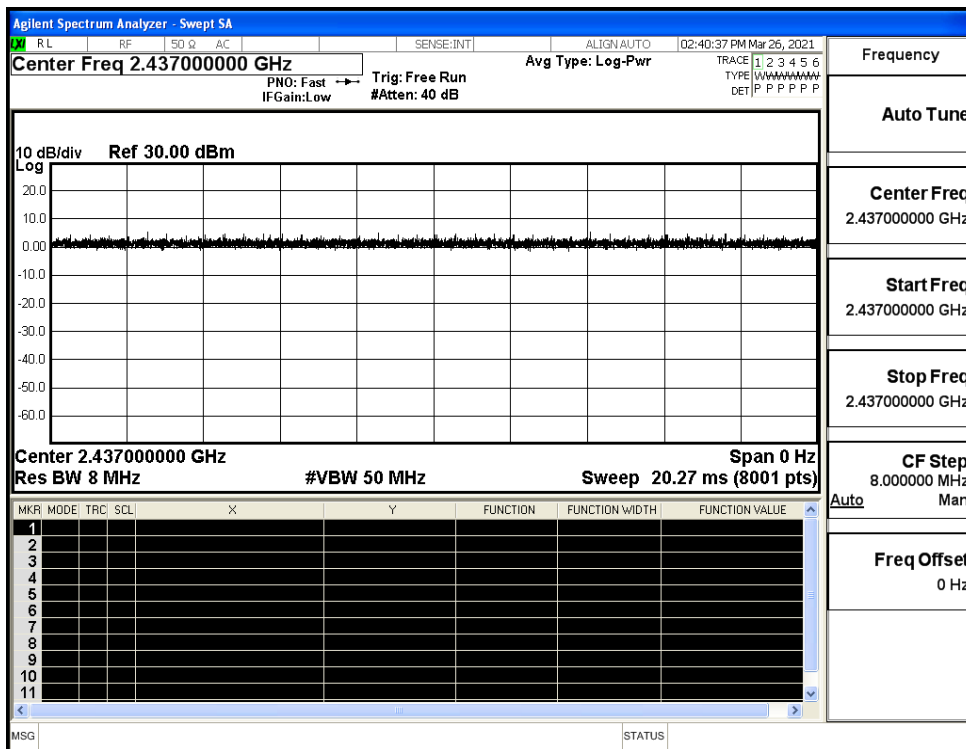 Agilent Spectrum Analyzer - Swept SA
LXI RL RF 50 Ω AC SENSE:INT ALIGN AUTO 02:40:37 PM Mar 26, 2021
Center Freq 2.437000000 GHz
PNO: Fast
IFGain:Low
Trig: Free Run
#Atten: 40 dB
Avg Type: Log-Pwr
TRACE 1 2 3 4 5 6
TYPE WWWWWW
DET P P P P P P
10 dB/div Ref 30.00 dBm
Log
20.0
10.0
0.00
-10.0
-20.0
-30.0
-40.0
-50.0
-60.0
Center 2.437000000 GHz Span 0 Hz
Res BW 8 MHz #VBW 50 MHz Sweep 20.27 ms (8001 pts)
MKR MODE TRC SCL X Y FUNCTION FUNCTION WIDTH FUNCTION VALUE
1
2
3
4
5
6
7
8
9
10
11
MSG STATUS
Frequency
Auto Tune
Center Freq
2.437000000 GHz
Start Freq
2.437000000 GHz
Stop Freq
2.437000000 GHz
CF Step
8.000000 MHz
Auto Man
Freq Offset
0 Hz